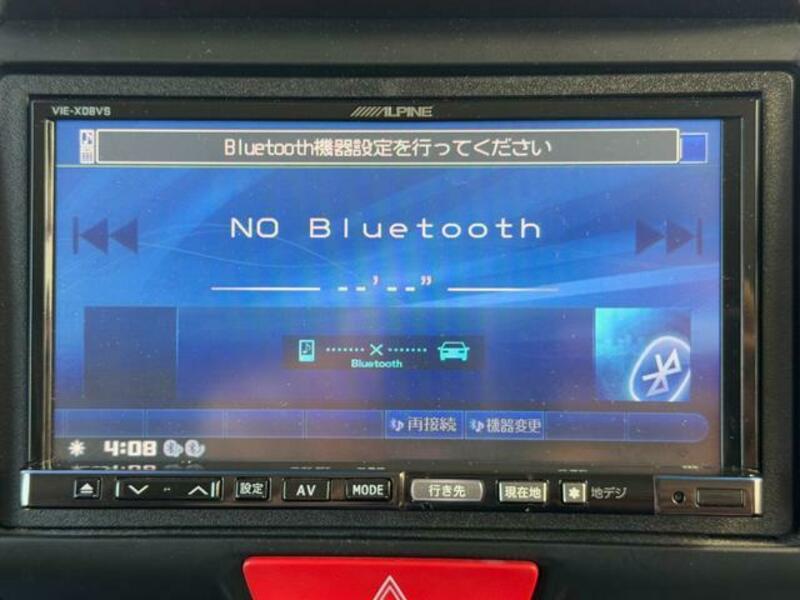 VIE-X08VS
ALPINE
Bluetooth機器設定を行ってください
NO Bluetooth
--'--"
Bluetooth
再接続 機器変更
4:08
設定 AV MODE 行き先 現在地 ✱ 地デジ